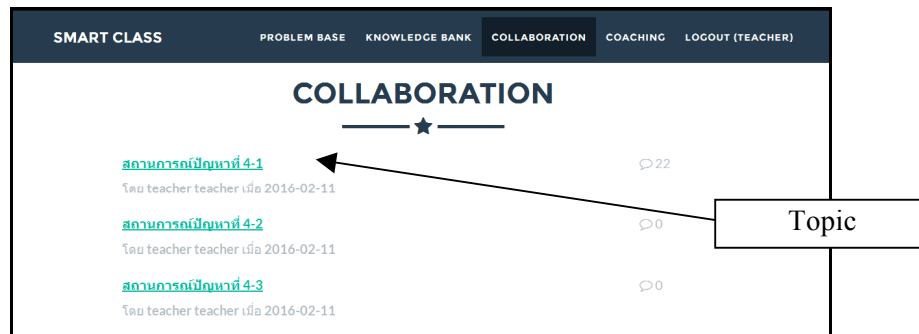 SMART CLASS PROBLEM BASE KNOWLEDGE BANK COLLABORATION COACHING LOGOUT (TEACHER)
COLLABORATION
สถานการณ์ปัญหาที่ 4-1 22
โดย teacher teacher เมื่อ 2016-02-11
สถานการณ์ปัญหาที่ 4-2 0
Topic
โดย teacher teacher เมื่อ 2016-02-11
สถานการณ์ปัญหาที่ 4-3 0
โดย teacher teacher เมื่อ 2016-02-11